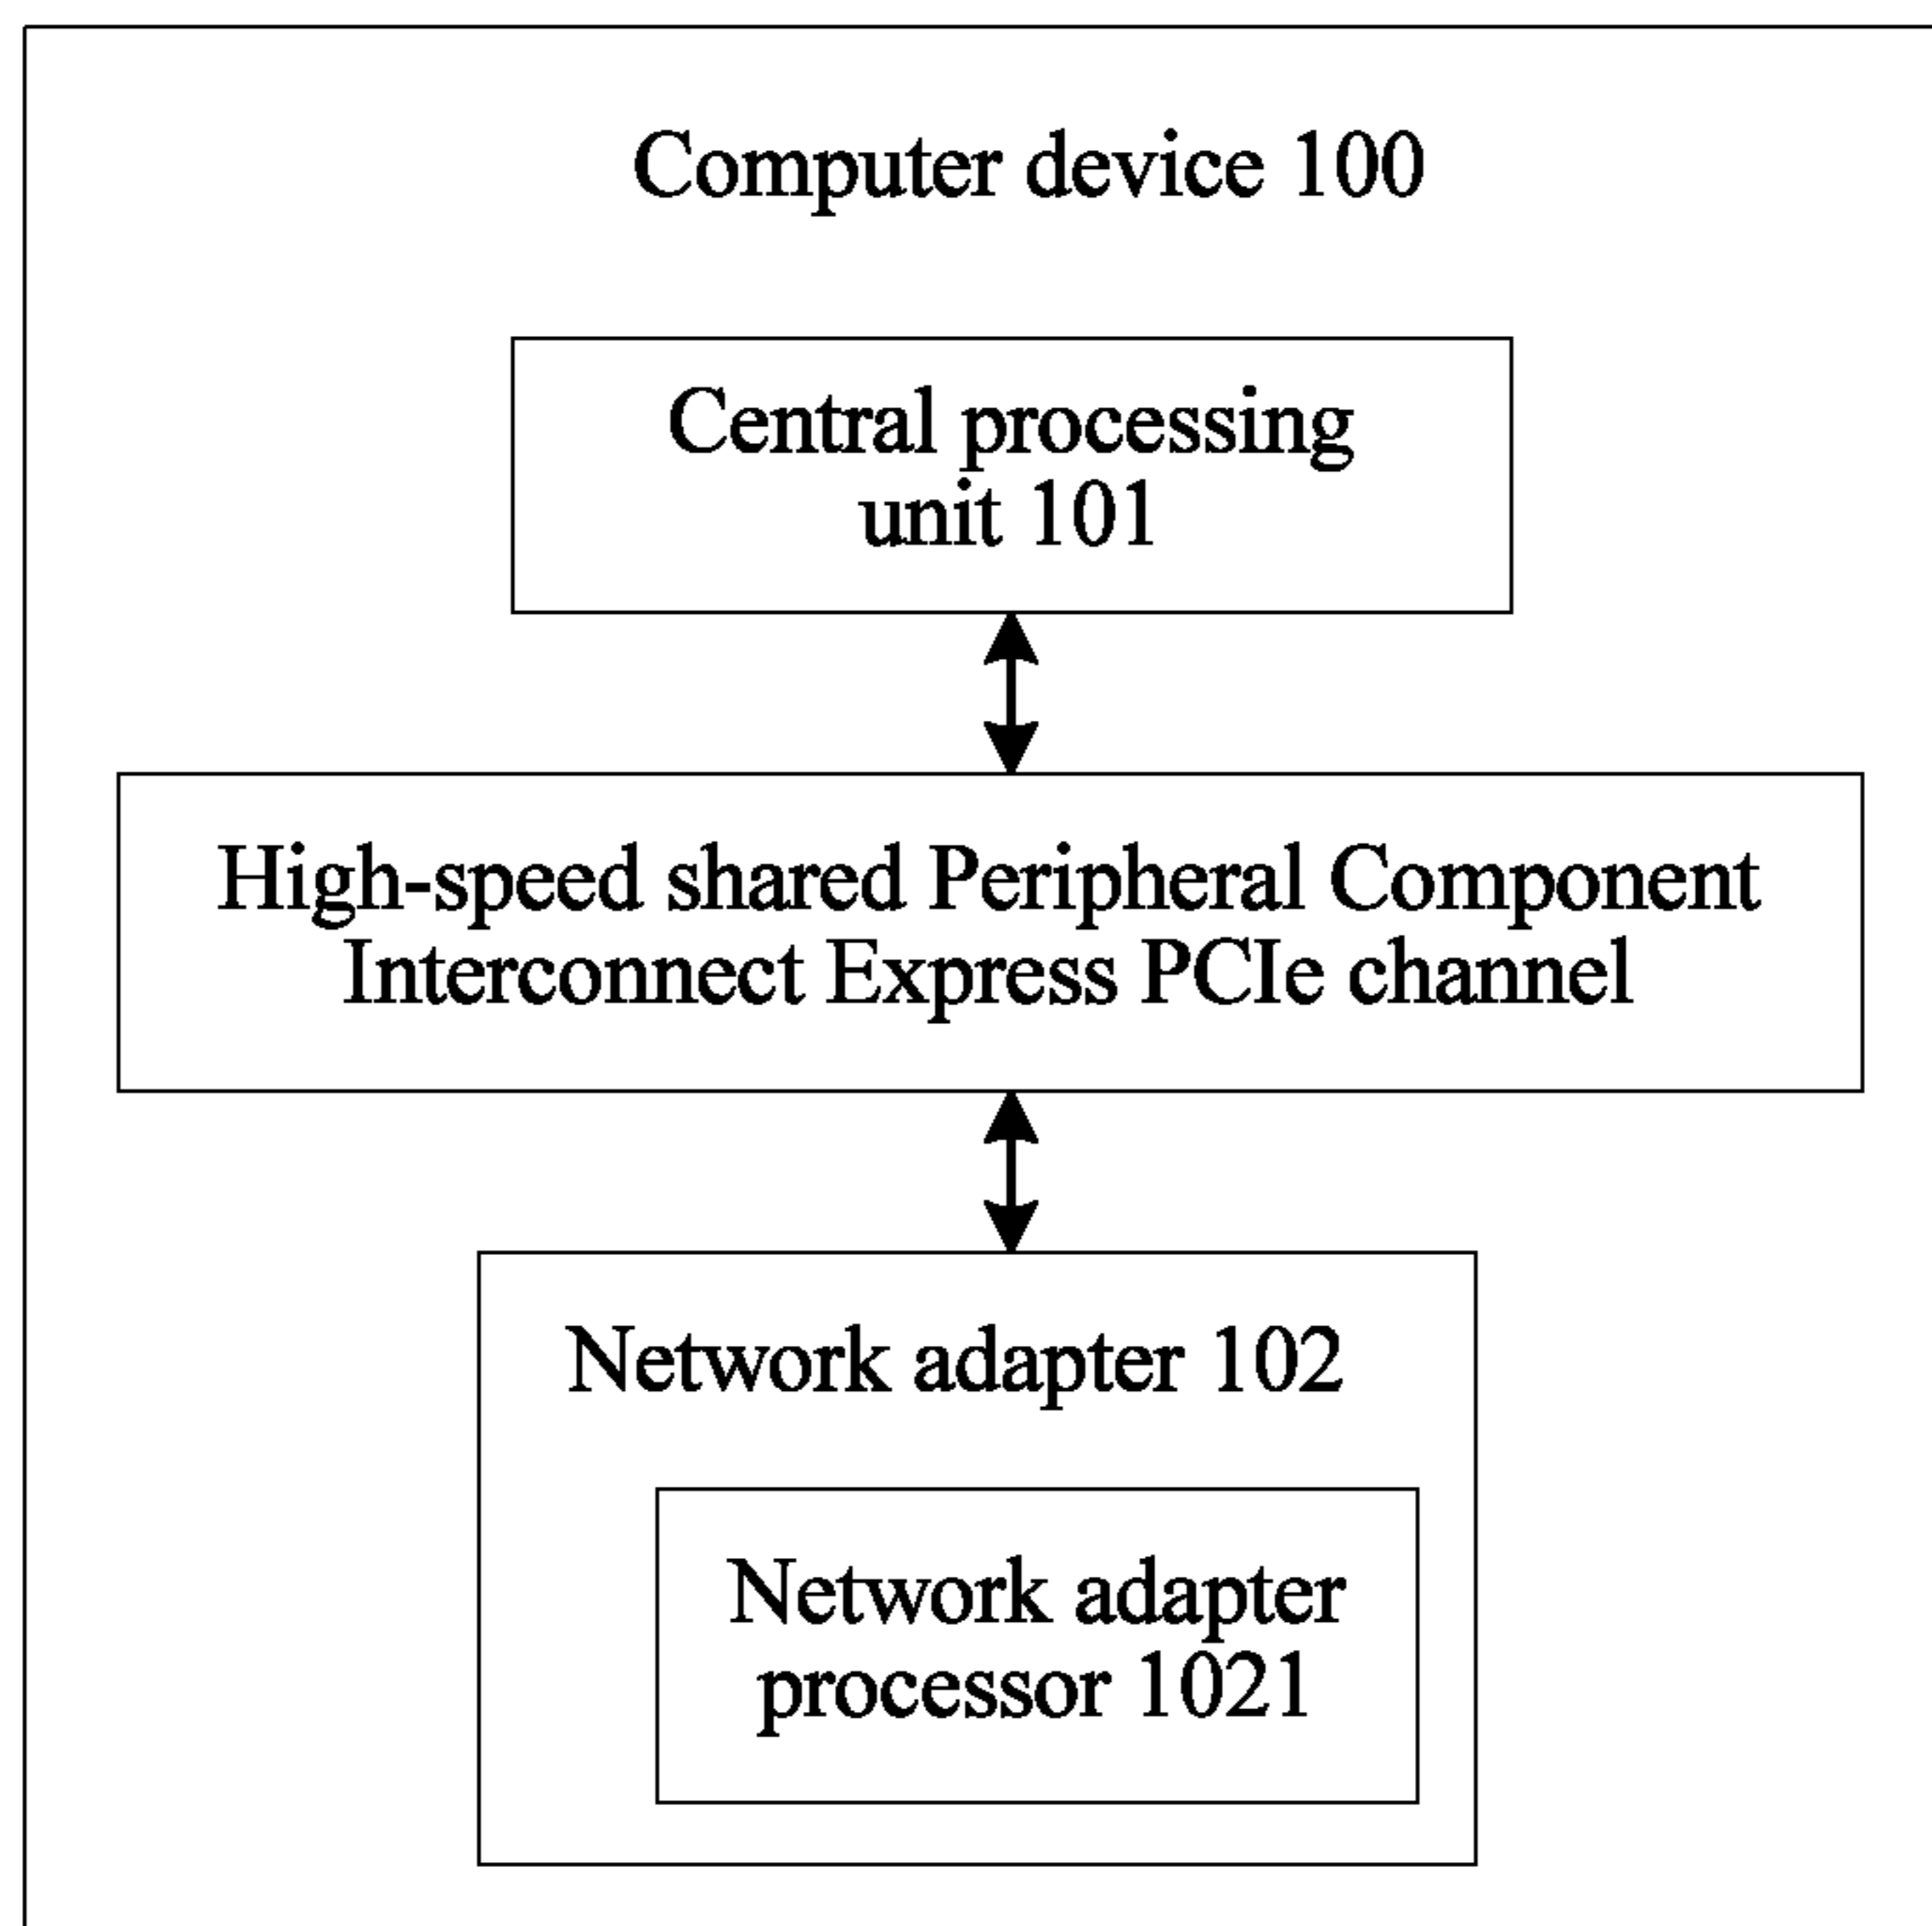 Computer device 100
Central processing
unit 101
High-speed shared Peripheral Component
Interconnect Express PCIe channel
Network adapter 102
Network adapter
processor 1021